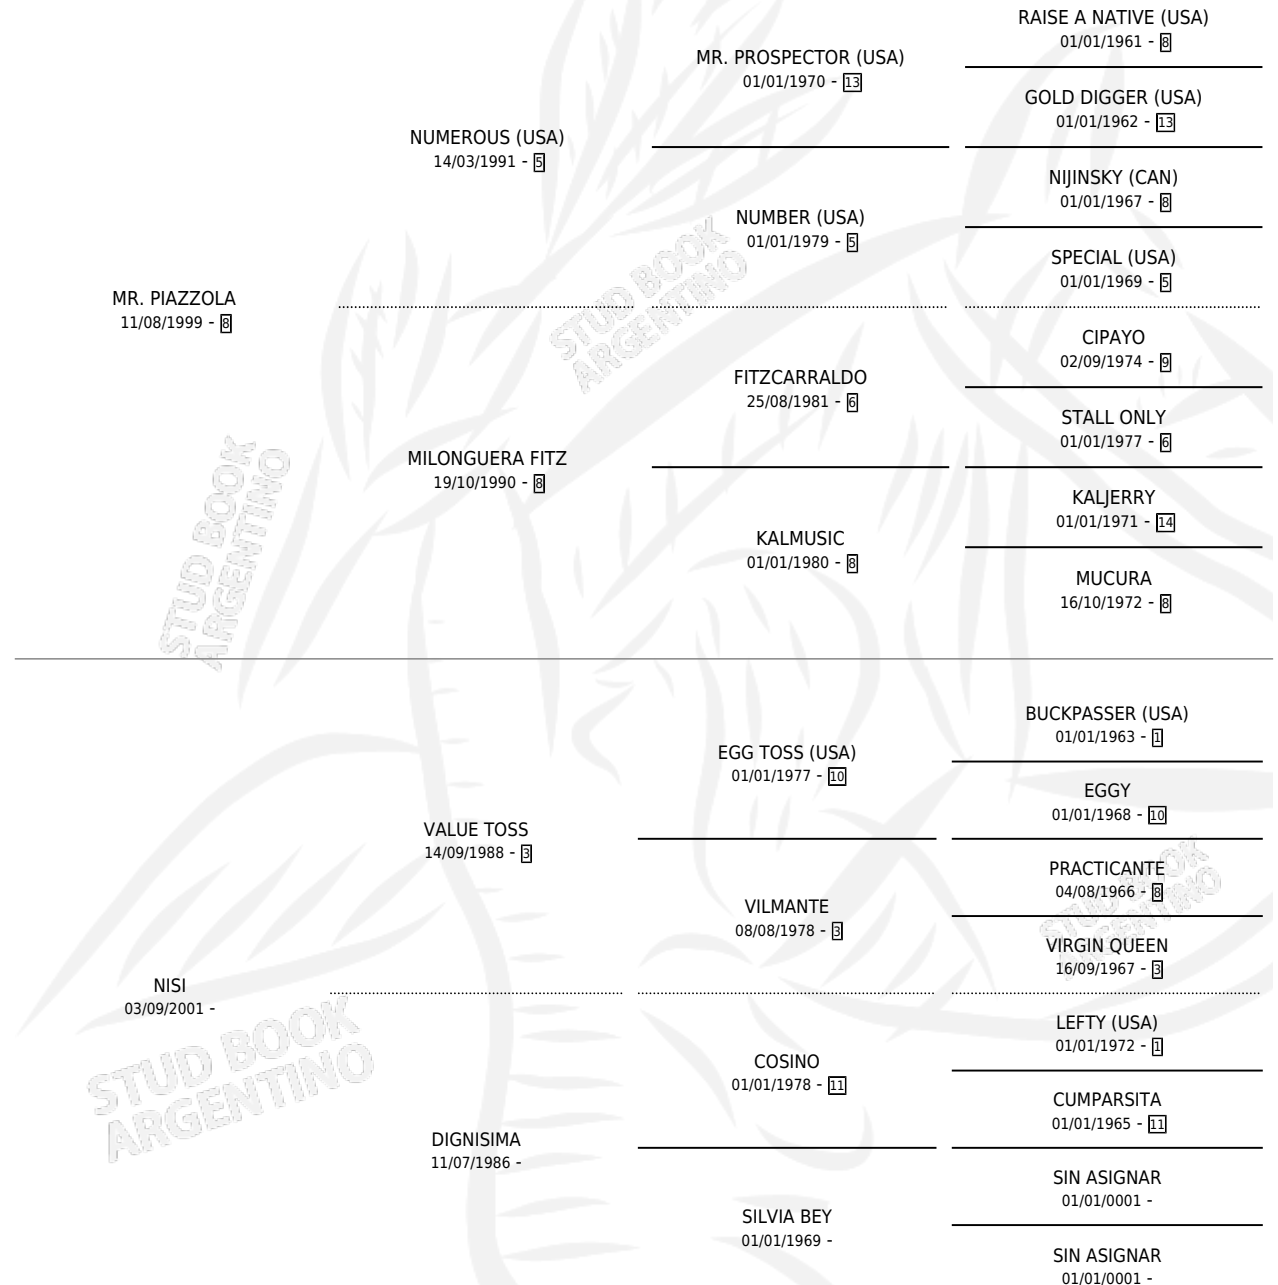 RAISE A NATIVE (USA)
01/01/1961 - 8
MR. PROSPECTOR (USA)
01/01/1970 - 13
GOLD DIGGER (USA)
01/01/1962 - 13
NUMEROUS (USA)
14/03/1991 - 5
NIJINSKY (CAN)
01/01/1967 - 8
NUMBER (USA)
01/01/1979 - 5
SPECIAL (USA)
01/01/1969 - 5
MR. PIAZZOLA
11/08/1999 - 8
CIPAYO
02/09/1974 - 9
FITZCARRALDO
25/08/1981 - 6
STALL ONLY
01/01/1977 - 6
MILONGUERA FITZ
19/10/1990 - 8
KALJERRY
01/01/1971 - 14
KALMUSIC
01/01/1980 - 8
MUCURA
16/10/1972 - 8
BUCKPASSER (USA)
01/01/1963 - 1
EGG TOSS (USA)
01/01/1977 - 10
EGGY
01/01/1968 - 10
VALUE TOSS
14/09/1988 - 3
PRACTICANTE
04/08/1966 - 8
VILMANTE
08/08/1978 - 3
VIRGIN QUEEN
16/09/1967 - 3
NISI
03/09/2001 -
LEFTY (USA)
01/01/1972 - 1
COSINO
01/01/1978 - 11
CUMPARSITA
01/01/1965 - 11
DIGNISIMA
11/07/1986 -
SIN ASIGNAR
01/01/0001 -
SILVIA BEY
01/01/1969 -
SIN ASIGNAR
01/01/0001 -
STUD BOOK
ARGENTINO
STUD BOOK
ARGENTINO
STUD BOOK
ARGENTINO
STUD BOOK
ARGENTINO